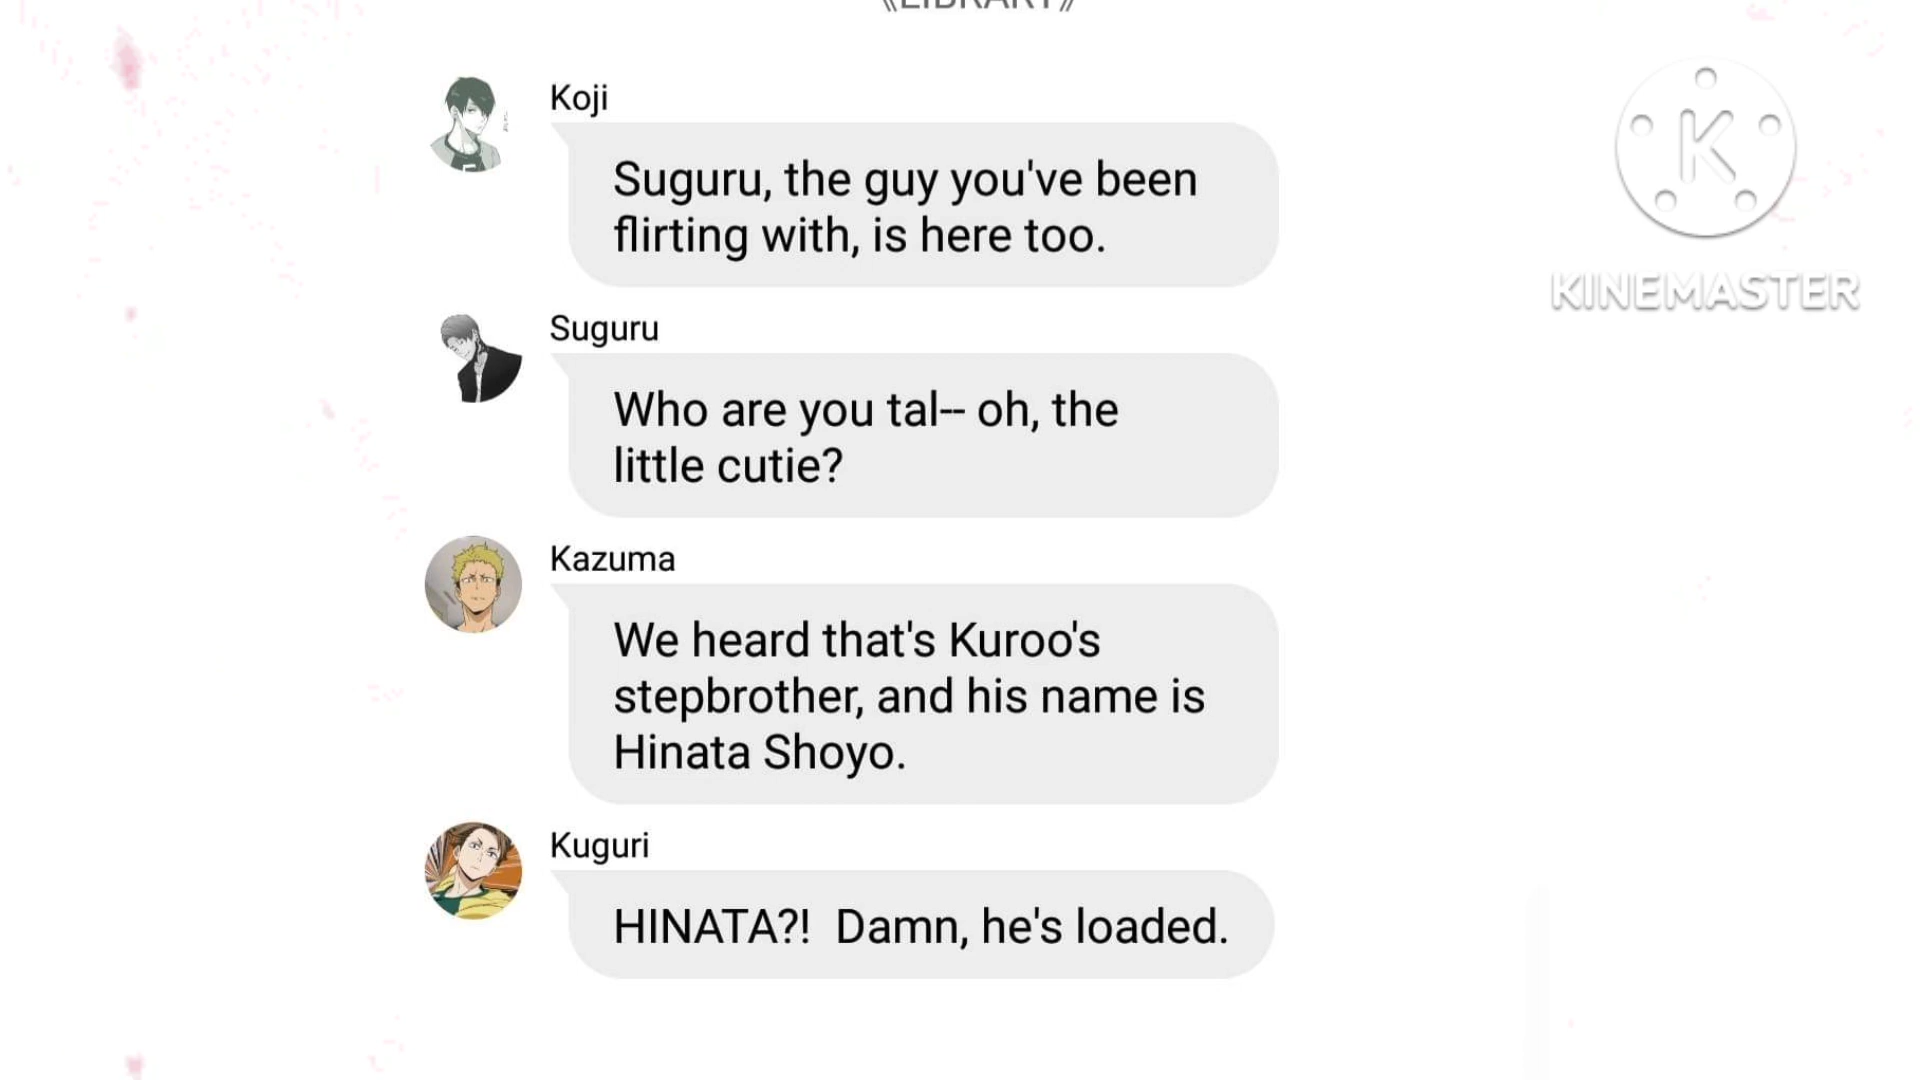 《LIBRARY》
Koji
Suguru, the guy you've been
flirting with, is here too.
Suguru
Who are you tal-- oh, the
little cutie?
Kazuma
We heard that's Kuroo's
stepbrother, and his name is
Hinata Shoyo.
Kuguri
HINATA?!  Damn, he's loaded.
K
KINEMASTER